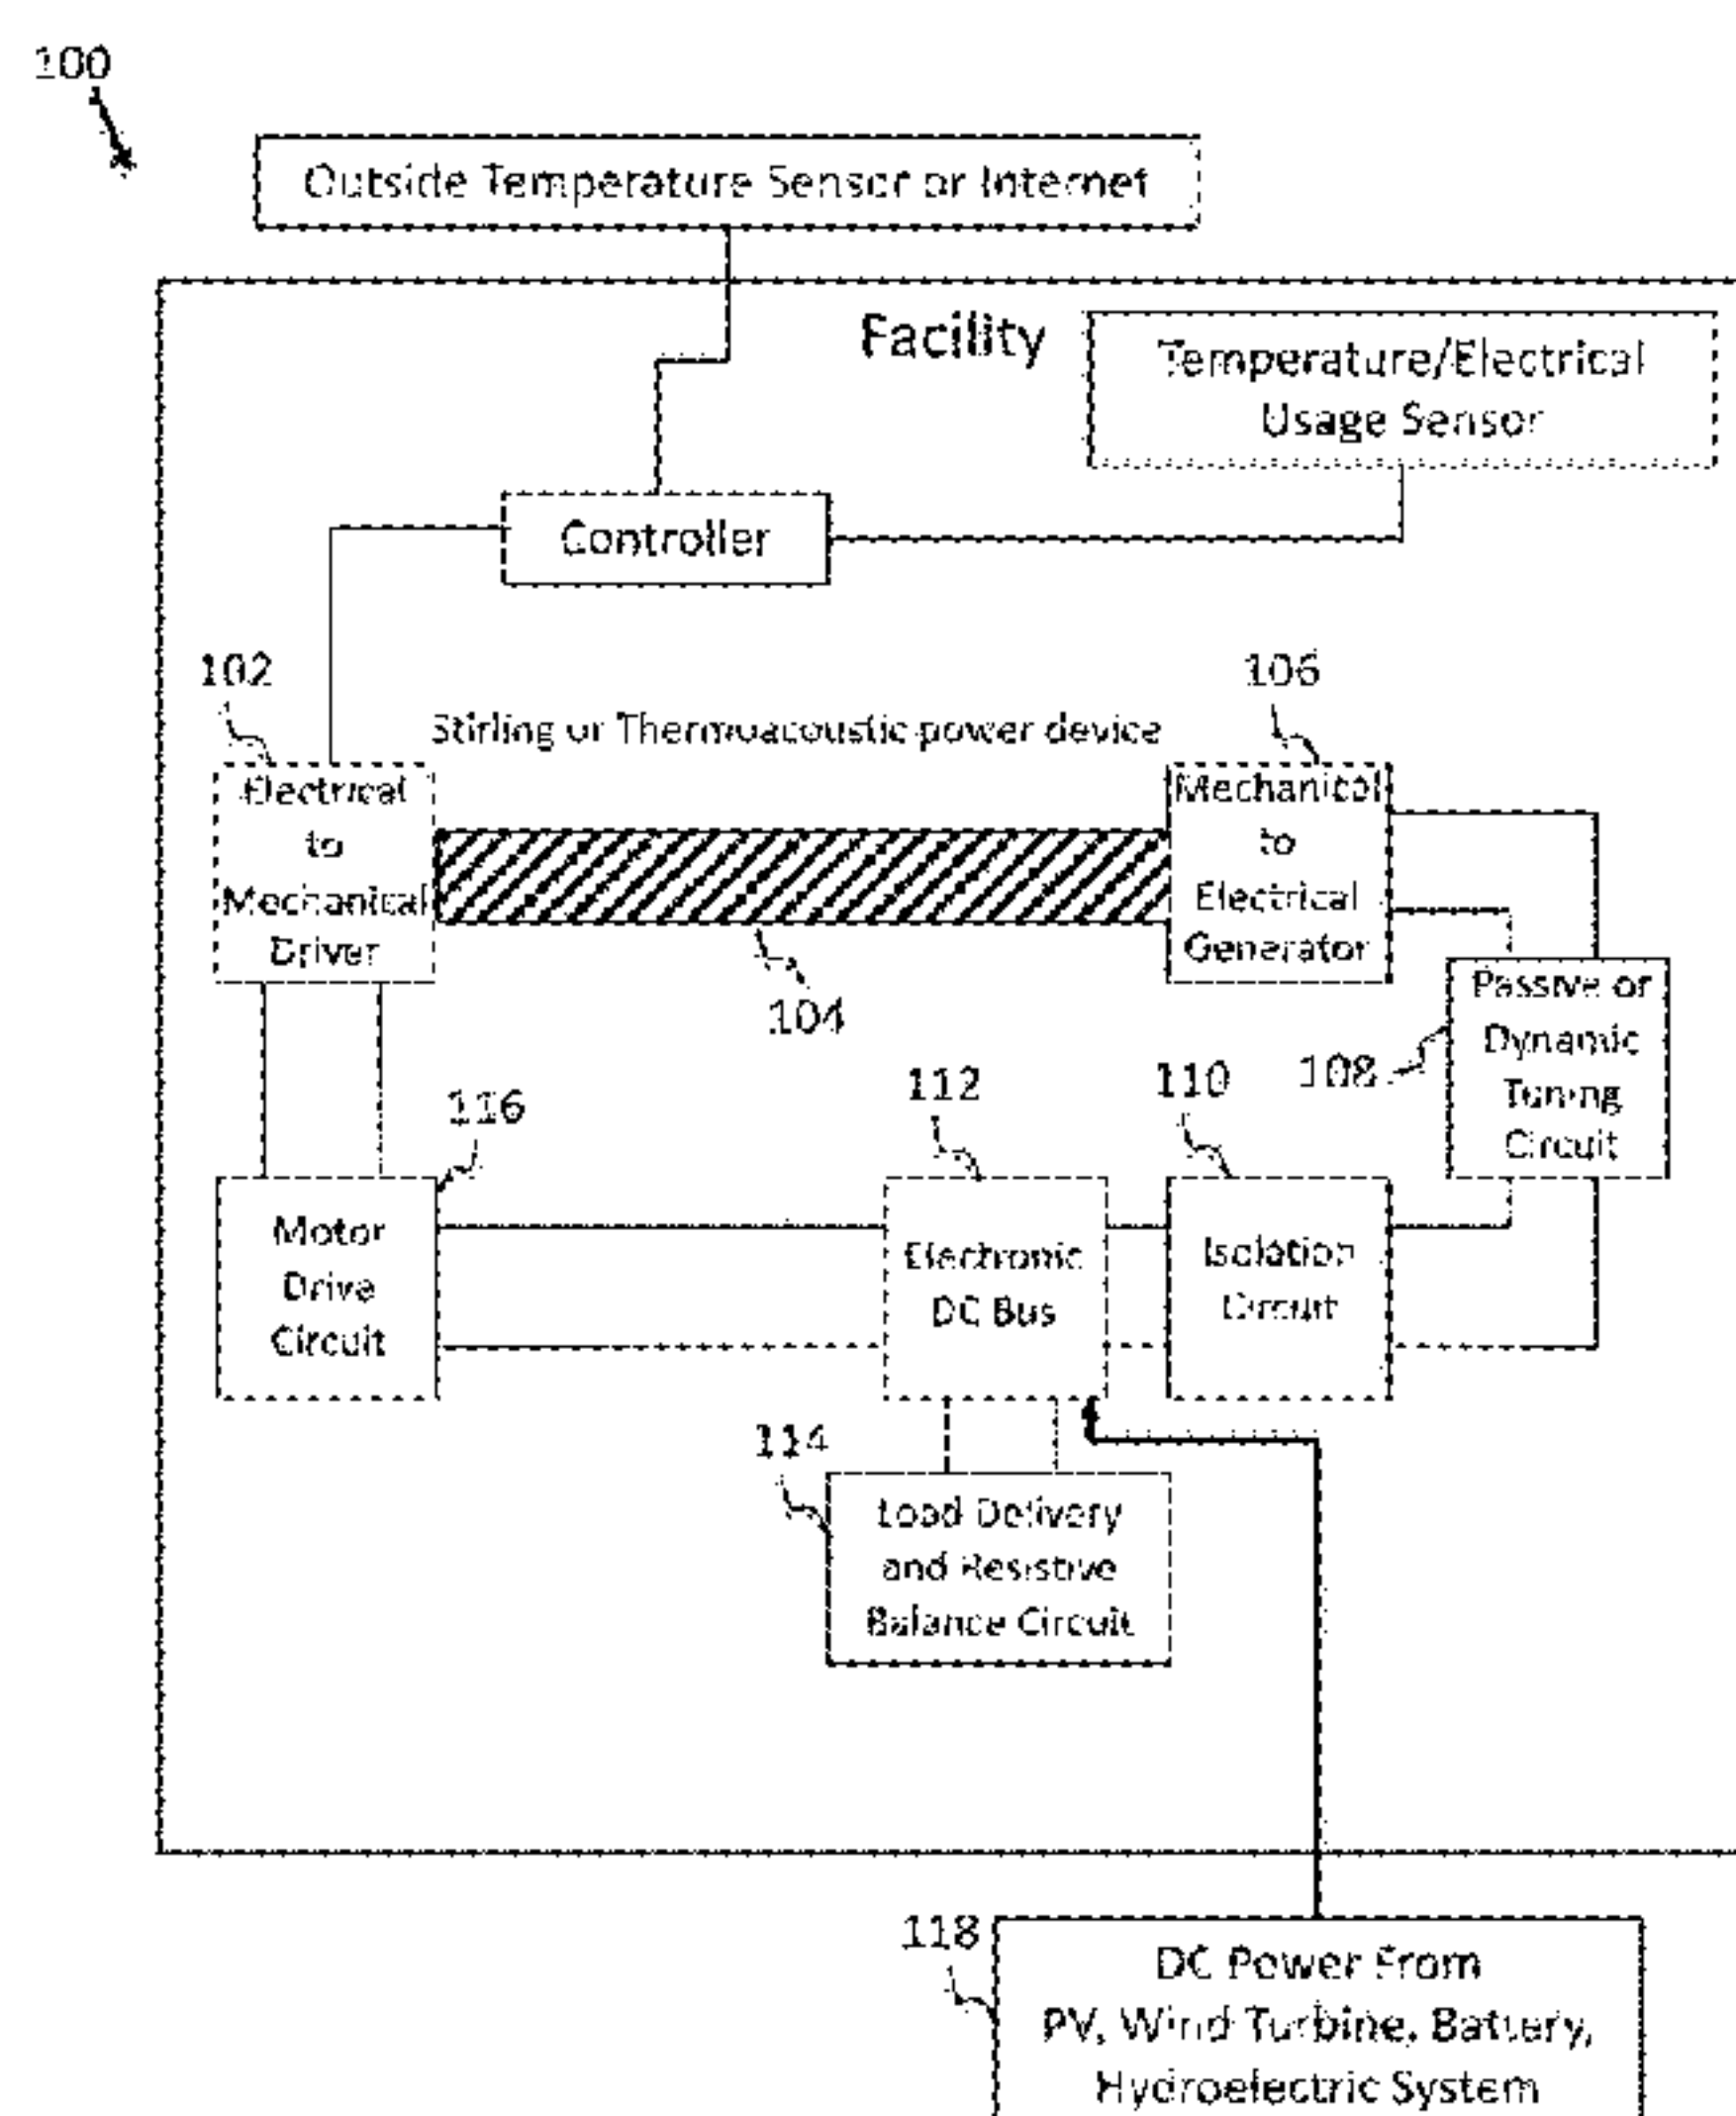 100
Outside Temperature Sensor or Internet
Facility
Temperature/Electrical
Usage Sensor
Controller
102
106
Stirling or Thermoacoustic power device
Electrical
to
Mechanical
Driver
Mechanical
to
Electrical
Generator
104
Passive or
Dynamic
Tuning
Circuit
108
110
112
116
Motor
Drive
Circuit
Electronic
DC Bus
Isolation
Circuit
114
Load Delivery
and Resistive
Balance Circuit
118
DC Power From
PV, Wind Turbine, Battery,
Hydroelectric System